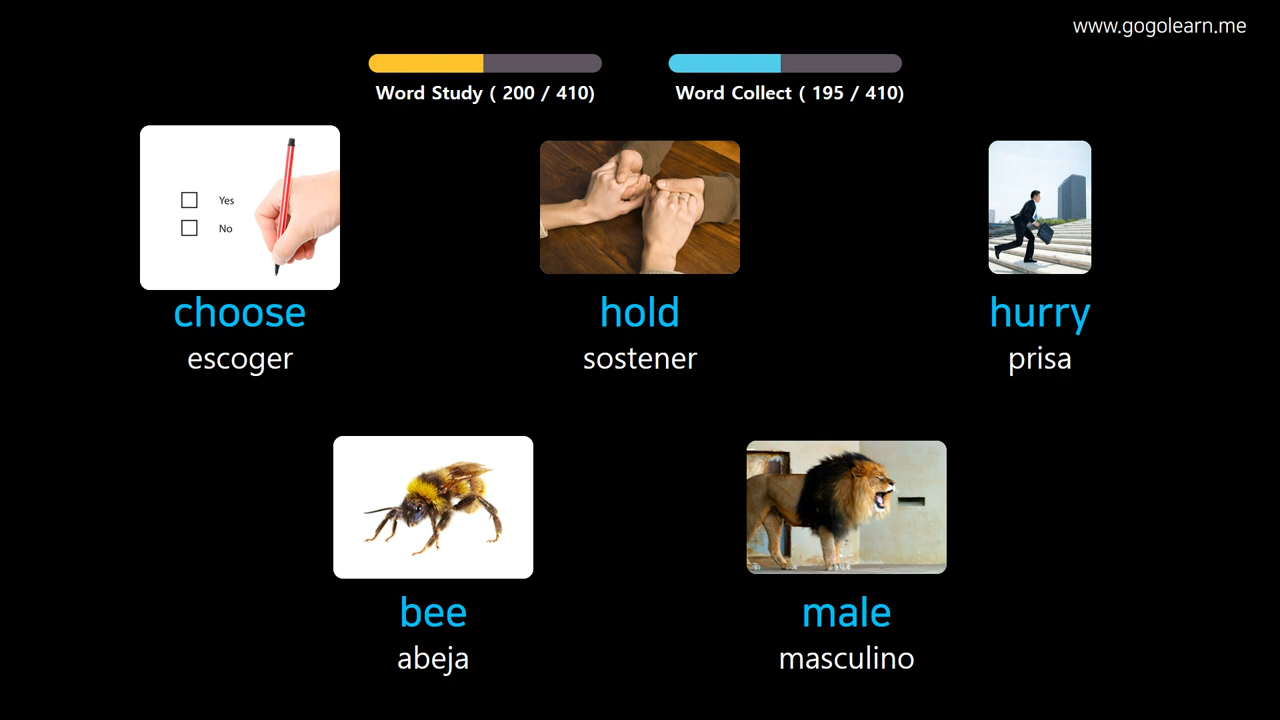 www.gogolearn.me
Word Study ( 200 / 410)
Word Collect ( 195 / 410)
Yes
No
choose
escoger
hold
sostener
hurry
prisa
bee
abeja
male
masculino